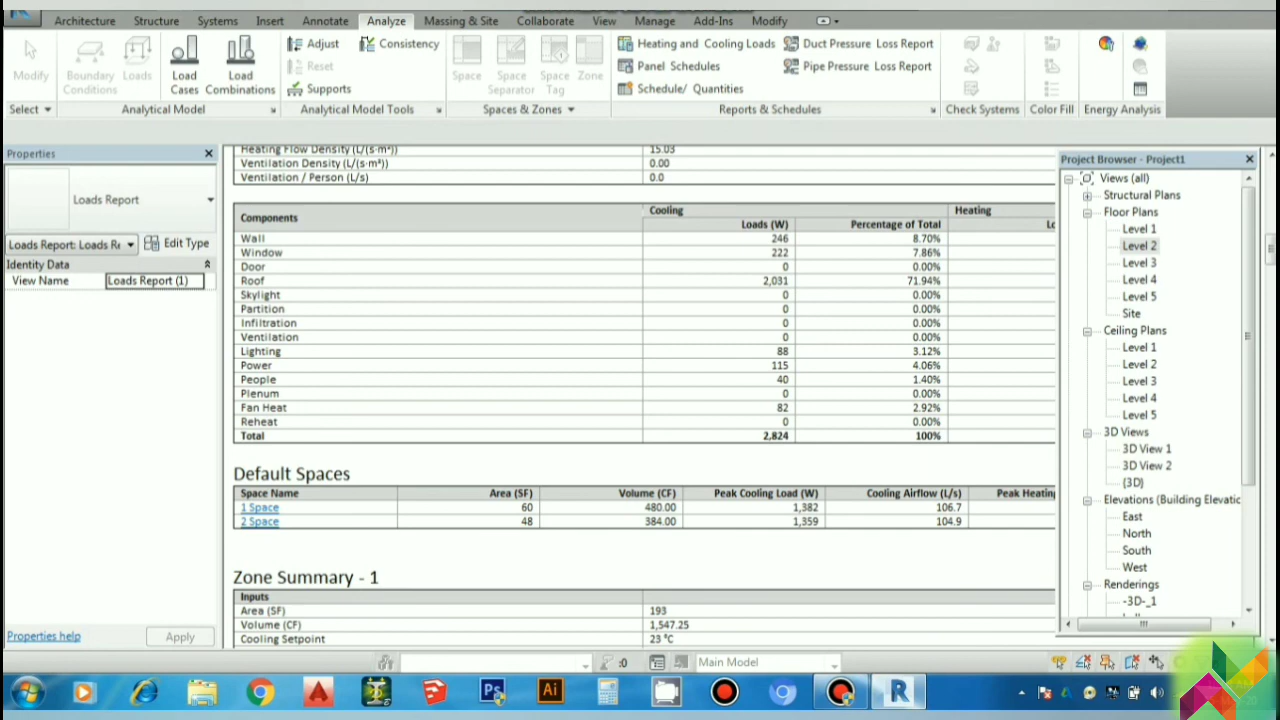 Architecture Structure Systems Insert Annotate Analyze Massing & Site Collaborate View Manage Add-Ins Modify
Modify
Boundary Conditions
Loads
Load Cases
Load Combinations
Adjust
Reset
Supports
Consistency
Space
Space Separator
Space Tag
Zone
Heating and Cooling Loads
Panel Schedules
Schedule/ Quantities
Duct Pressure Loss Report
Pipe Pressure Loss Report
Select
Analytical Model
Analytical Model Tools
Spaces & Zones
Reports & Schedules
Check Systems
Color Fill
Energy Analysis
Properties
Loads Report
Loads Report: Loads Re
Edit Type
Identity Data
View Name Loads Report (1)
Properties help
Apply
Heating Flow Density (L/(s·m²)) 15.03
Ventilation Density (L/(s·m²)) 0.00
Ventilation / Person (L/s) 0.0
Components Cooling Heating
Loads (W) Percentage of Total Lo
Wall 246 8.70%
Window 222 7.86%
Door 0 0.00%
Roof 2,031 71.94%
Skylight 0 0.00%
Partition 0 0.00%
Infiltration 0 0.00%
Ventilation 0 0.00%
Lighting 88 3.12%
Power 115 4.06%
People 40 1.40%
Plenum 0 0.00%
Fan Heat 82 2.92%
Reheat 0 0.00%
Total 2,824 100%
Default Spaces
Space Name Area (SF) Volume (CF) Peak Cooling Load (W) Cooling Airflow (L/s) Peak Heating
1 Space 60 480.00 1,382 106.7
2 Space 48 384.00 1,359 104.9
Zone Summary - 1
Inputs
Area (SF) 193
Volume (CF) 1,547.25
Cooling Setpoint 23 °C
Project Browser - Project1
Views (all)
Structural Plans
Floor Plans
Level 1
Level 2
Level 3
Level 4
Level 5
Site
Ceiling Plans
Level 1
Level 2
Level 3
Level 4
Level 5
3D Views
3D View 1
3D View 2
{3D}
Elevations (Building Elevatic
East
North
South
West
Renderings
-3D-_1
:0
Main Model
Ps
Ai
R